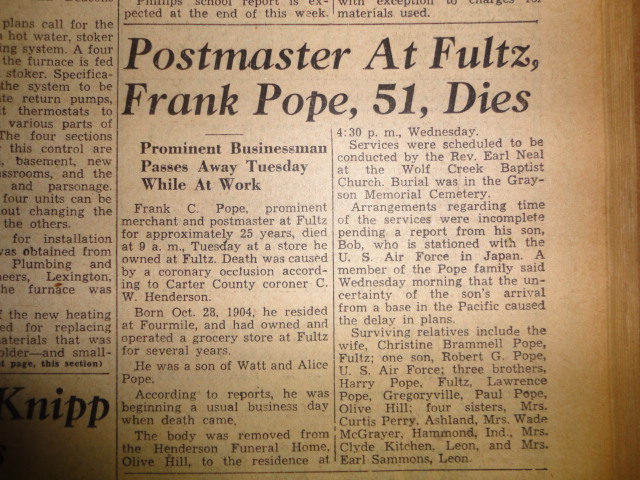 Phillips school report is ex-
pected at the end of this week.
with exception to charges for
materials used.
plans call for the
hot water, stoker
ing system. A four
the furnace is fed
stoker. Specifica-
the system to be
te return pumps,
t thermostats to
various parts of
The four sections
this control are
, basement, new
ssrooms, and the
and parsonage.
four units can be
out changing the
the others.
for installation
was obtained from
Plumbing and
neers, Lexington,
the furnace was
f the new heating
ed for replacing
aterials that was
older—and small-
d page, this section)
Knipp
Postmaster At Fultz,
Frank Pope, 51, Dies
Prominent Businessman
Passes Away Tuesday
While At Work
Frank C. Pope, prominent
merchant and postmaster at Fultz
for approximately 25 years, died
at 9 a. m., Tuesday at a store he
owned at Fultz. Death was caused
by a coronary occlusion accord-
ing to Carter County coroner C.
W. Henderson.
Born Oct. 28, 1904, he resided
at Fourmile, and had owned and
operated a grocery store at Fultz
for several years.
He was a son of Watt and Alice
Pope.
According to reports, he was
beginning a usual business day
when death came.
The body was removed from
the Henderson Funeral Home,
Olive Hill, to the residence at
4:30 p. m., Wednesday.
Services were scheduled to be
conducted by the Rev. Earl Neal
at the Wolf Creek Baptist
Church. Burial was in the Gray-
son Memorial Cemetery.
Arrangements regarding time
of the services were incomplete
pending a report from his son,
Bob, who is stationed with the
U. S. Air Force in Japan. A
member of the Pope family said
Wednesday morning that the un-
certainty of the son's arrival
from a base in the Pacific caused
the delay in plans.
Surviving relatives include the
wife, Christine Brammell Pope,
Fultz; one son, Robert G. Pope,
U. S. Air Force; three brothers,
Harry Pope, Fultz, Lawrence
Pope, Gregoryville, Paul Pope,
Olive Hill; four sisters, Mrs.
Curtis Perry, Ashland, Mrs. Wade
McGrayer, Hammond, Ind., Mrs.
Clyde Kitchen, Leon, and Mrs.
Earl Sammons, Leon.